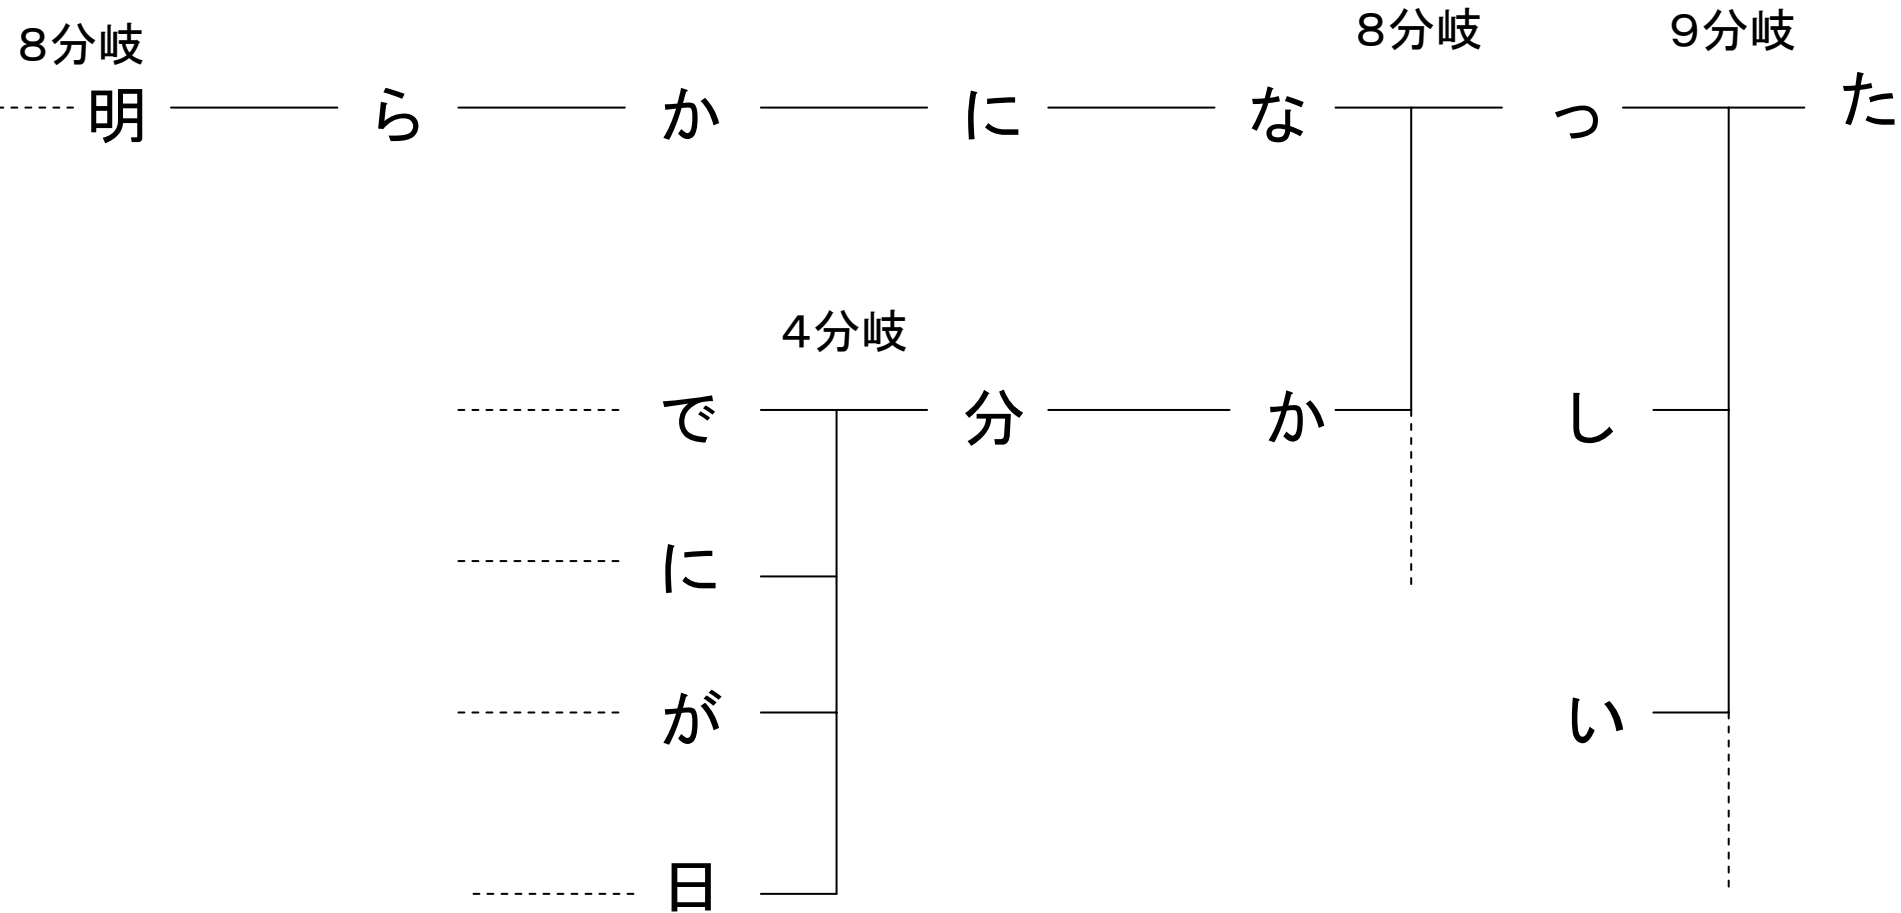 ８分岐
８分岐
９分岐
明 ら か に な っ た
４分岐
で 分 か し
に
が い
日